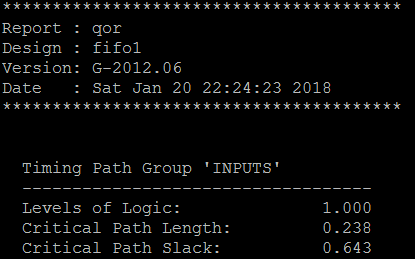 ****************************************
Report : qor
Design : fifo1
Version: G-2012.06
Date   : Sat Jan 20 22:24:23 2018
****************************************
Timing Path Group 'INPUTS'
-----------------------------------
Levels of Logic:              1.000
Critical Path Length:         0.238
Critical Path Slack:          0.643